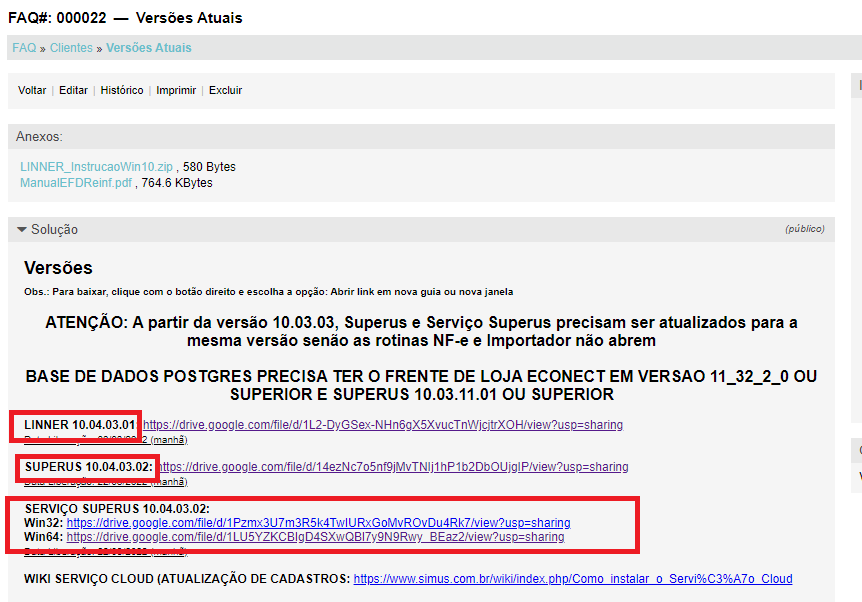 FAQ#: 000022 — Versões Atuais
FAQ » Clientes » Versões Atuais
Voltar | Editar | Histórico | Imprimir | Excluir
Anexos:
LINNER_InstrucaoWin10.zip , 580 Bytes
ManualEFDReinf.pdf , 764.6 KBytes
Solução (público)
Versões
Obs.: Para baixar, clique com o botão direito e escolha a opção: Abrir link em nova guia ou nova janela
ATENÇÃO: A partir da versão 10.03.03, Superus e Serviço Superus precisam ser atualizados para a
mesma versão senão as rotinas NF-e e Importador não abrem
BASE DE DADOS POSTGRES PRECISA TER O FRENTE DE LOJA ECONECT EM VERSAO 11_32_2_0 OU
SUPERIOR E SUPERUS 10.03.11.01 OU SUPERIOR
LINNER 10.04.03.01: https://drive.google.com/file/d/1L2-DyGSex-NHn6gX5XvucTnWjcjtrXOH/view?usp=sharing
(manhã)
SUPERUS 10.04.03.02: https://drive.google.com/file/d/14ezNc7o5nf9jMvTNIj1hP1b2DbOUjgIP/view?usp=sharing
Data Liberação: 22/09/2022 (manhã)
SERVIÇO SUPERUS 10.04.03.02:
Win32: https://drive.google.com/file/d/1Pzmx3U7m3R5k4TwIURxGoMvROvDu4Rk7/view?usp=sharing
Win64: https://drive.google.com/file/d/1LU5YZKCBIgD4SXwQBI7y9N9Rwy_BEaz2/view?usp=sharing
(manhã)
WIKI SERVIÇO CLOUD (ATUALIZAÇÃO DE CADASTROS: https://www.simus.com.br/wiki/index.php/Como_instalar_o_Servi%C3%A7o_Cloud